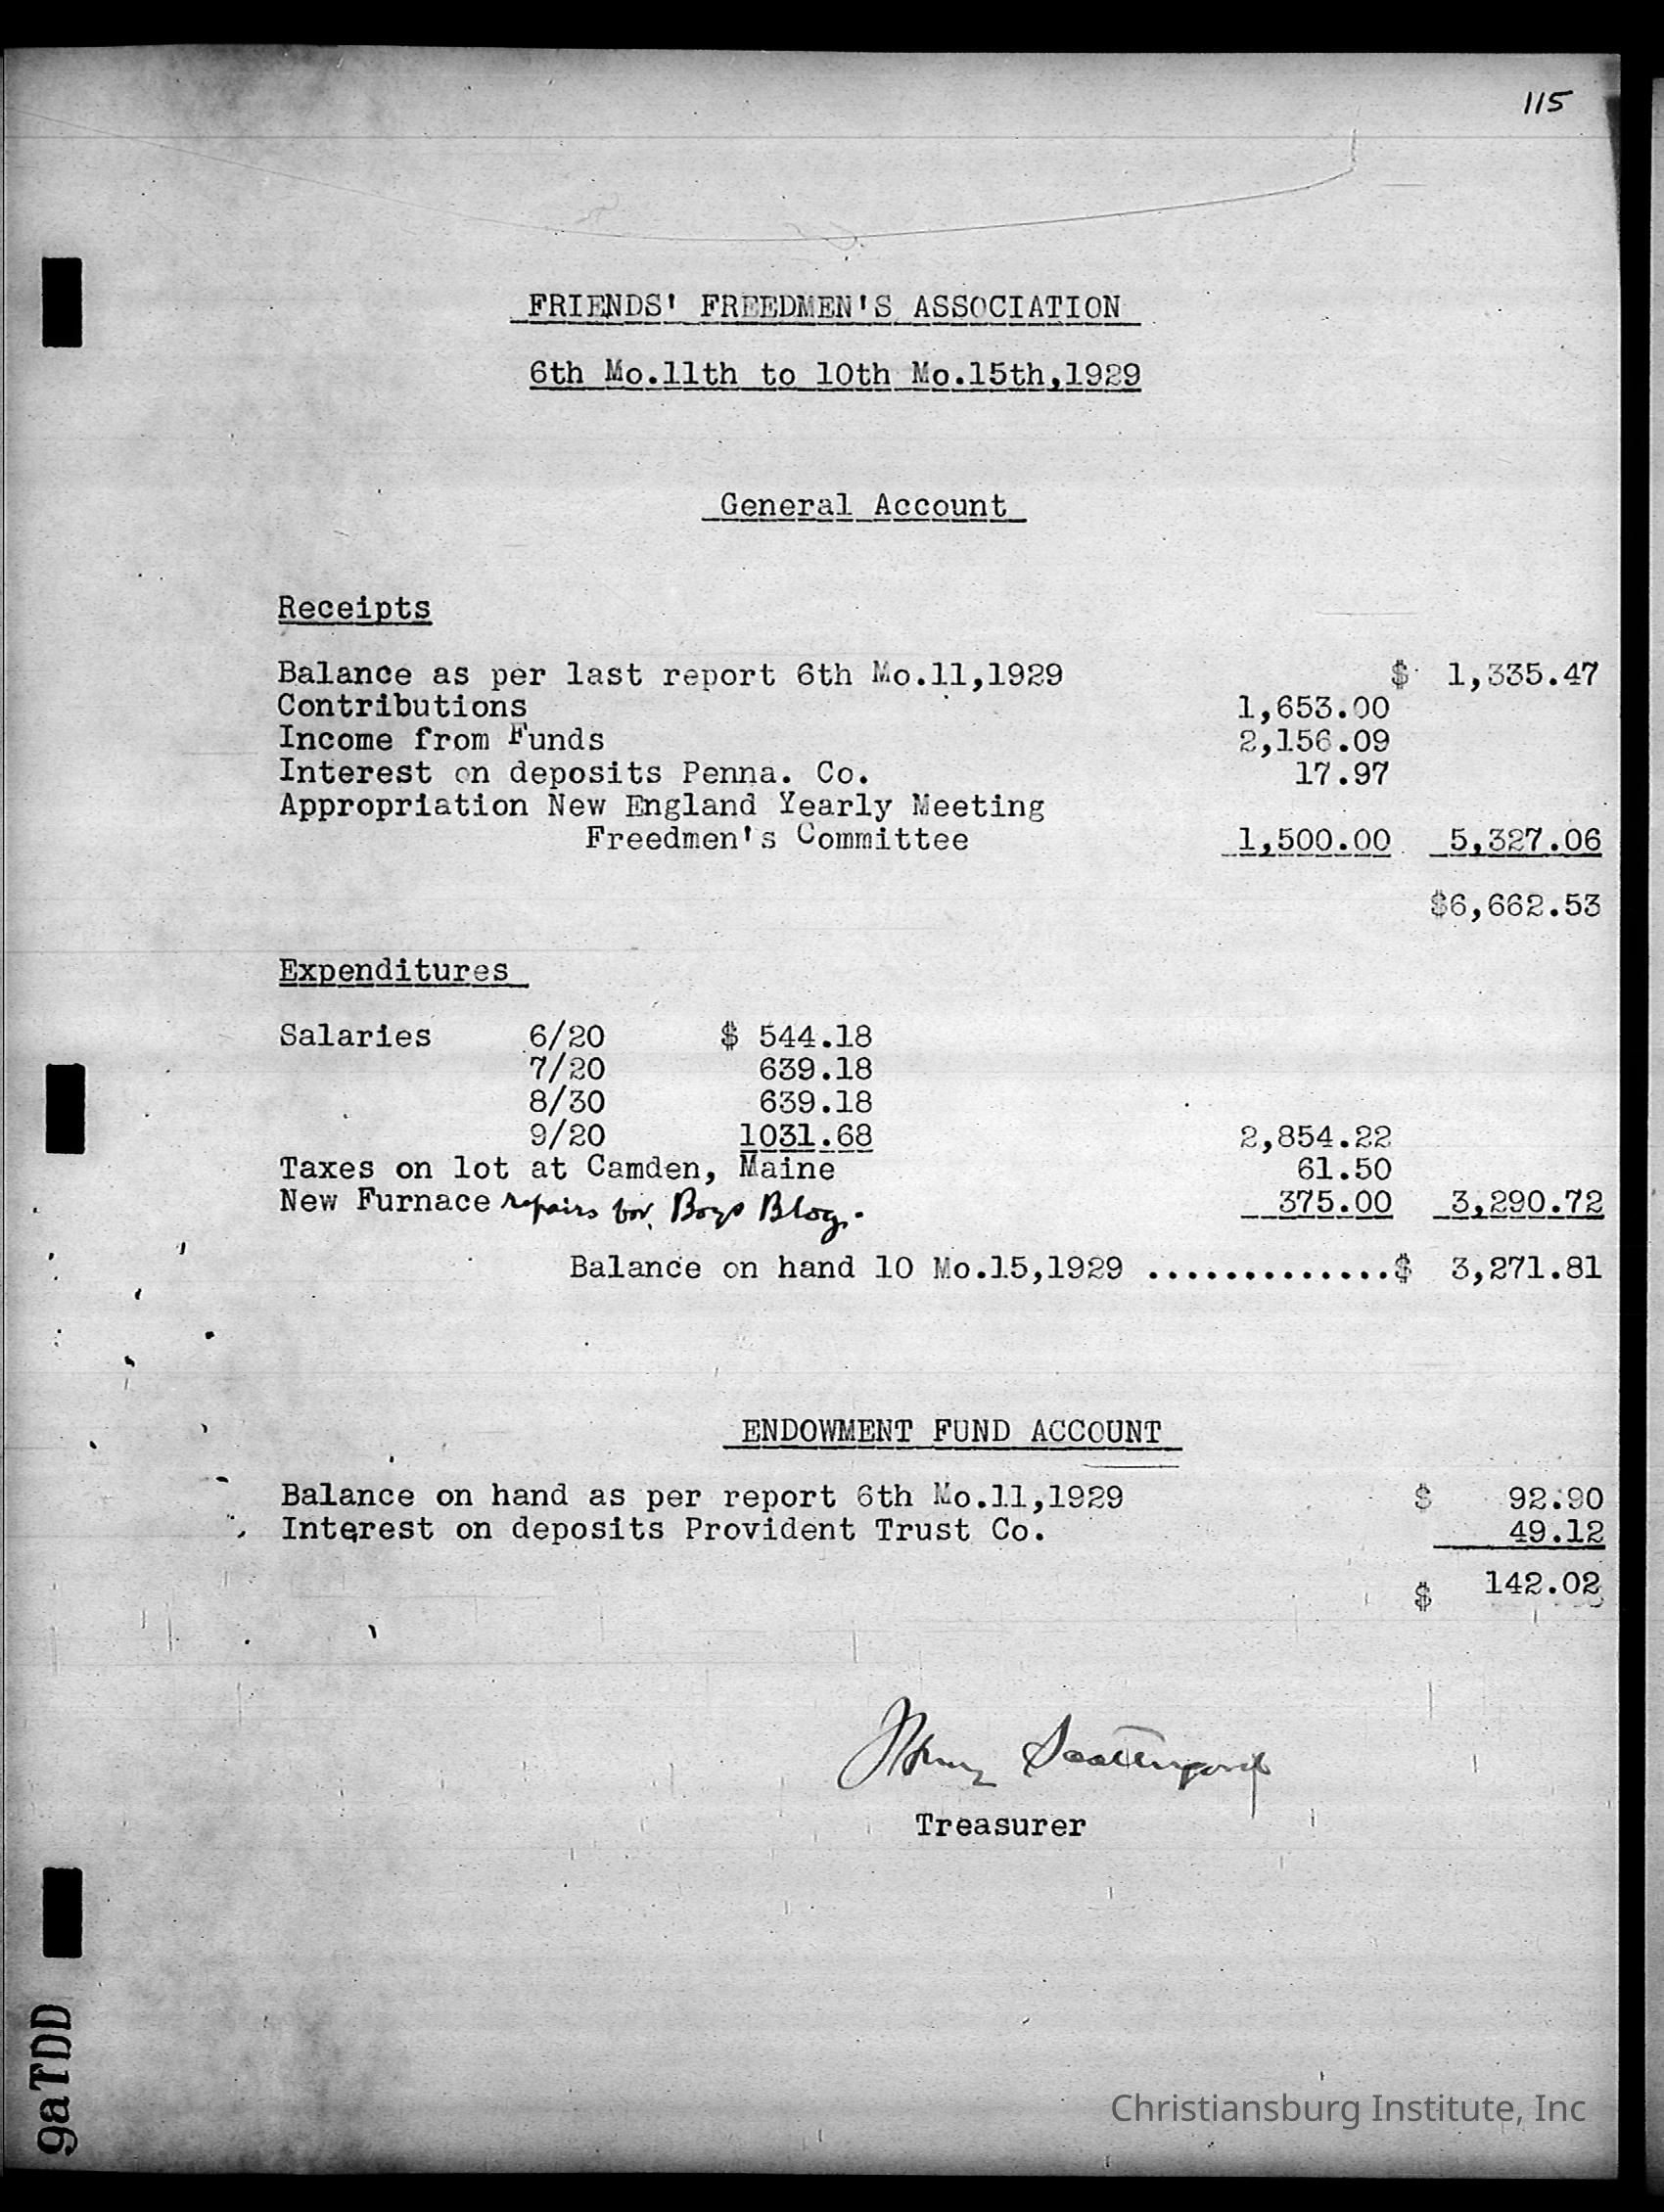 115
FRIENDS' FREEDMEN'S ASSOCIATION
6th Mo.11th to 10th Mo.15th,1929
General Account
Receipts
Balance as per last report 6th Mo.11,1929 $ 1,335.47
Contributions 1,653.00
Income from Funds 2,156.09
Interest on deposits Penna. Co. 17.97
Appropriation New England Yearly Meeting
Freedmen's Committee 1,500.00 5,327.06
$6,662.53
Expenditures
Salaries 6/20 $ 544.18
7/20 639.18
8/30 639.18
9/20 1031.68 2,854.22
Taxes on lot at Camden, Maine 61.50
New Furnace repairs for Boys Bldg. 375.00 3,290.72
Balance on hand 10 Mo.15,1929 .............$ 3,271.81
ENDOWMENT FUND ACCOUNT
Balance on hand as per report 6th Mo.11,1929 $ 92.90
Interest on deposits Provident Trust Co. 49.12
$ 142.02
Treasurer
gaTDD
Christiansburg Institute, Inc